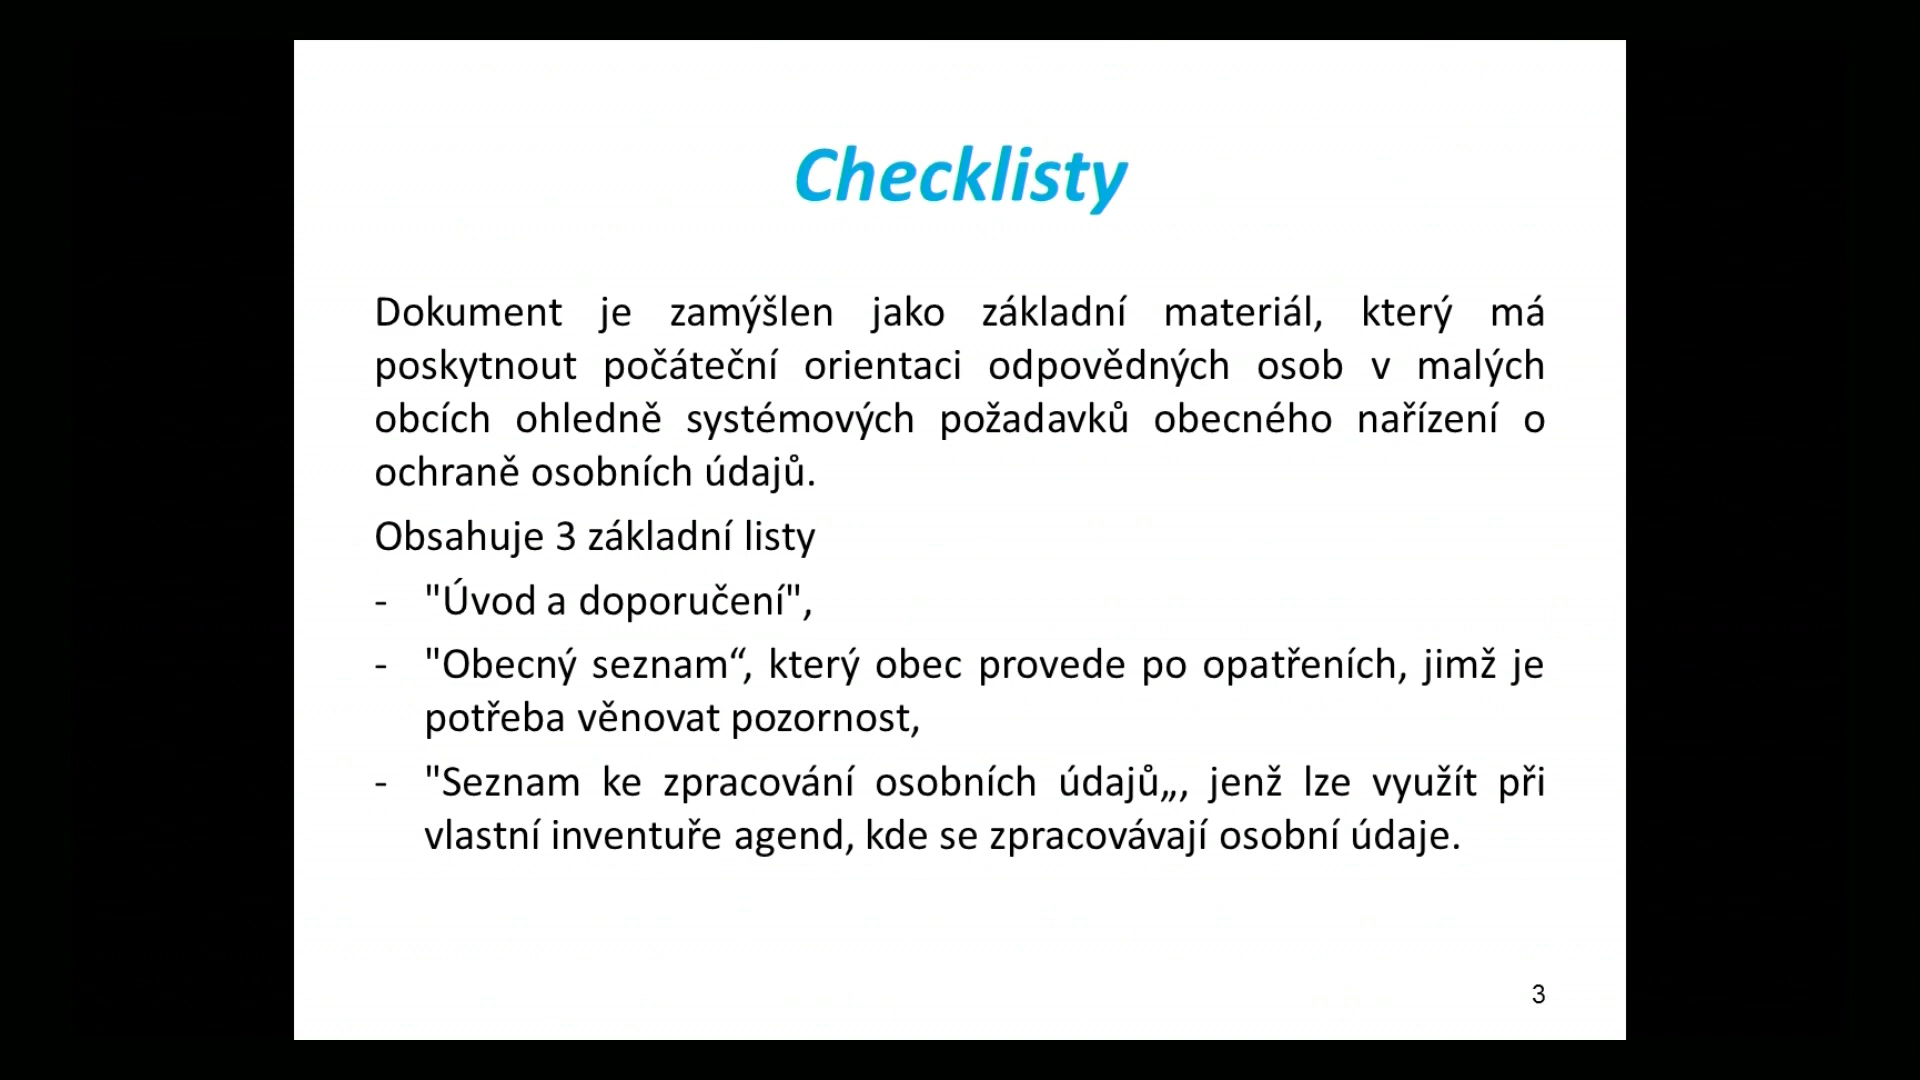 Checklisty
Dokument je zamýšlen jako základní materiál, který má
poskytnout počáteční orientaci odpovědných osob v malých
obcích ohledně systémových požadavků obecného nařízení o
ochraně osobních údajů.
Obsahuje 3 základní listy
- "Úvod a doporučení",
- "Obecný seznam“, který obec provede po opatřeních, jimž je
potřeba věnovat pozornost,
- "Seznam ke zpracování osobních údajů„, jenž lze využít při
vlastní inventuře agend, kde se zpracovávají osobní údaje.
3